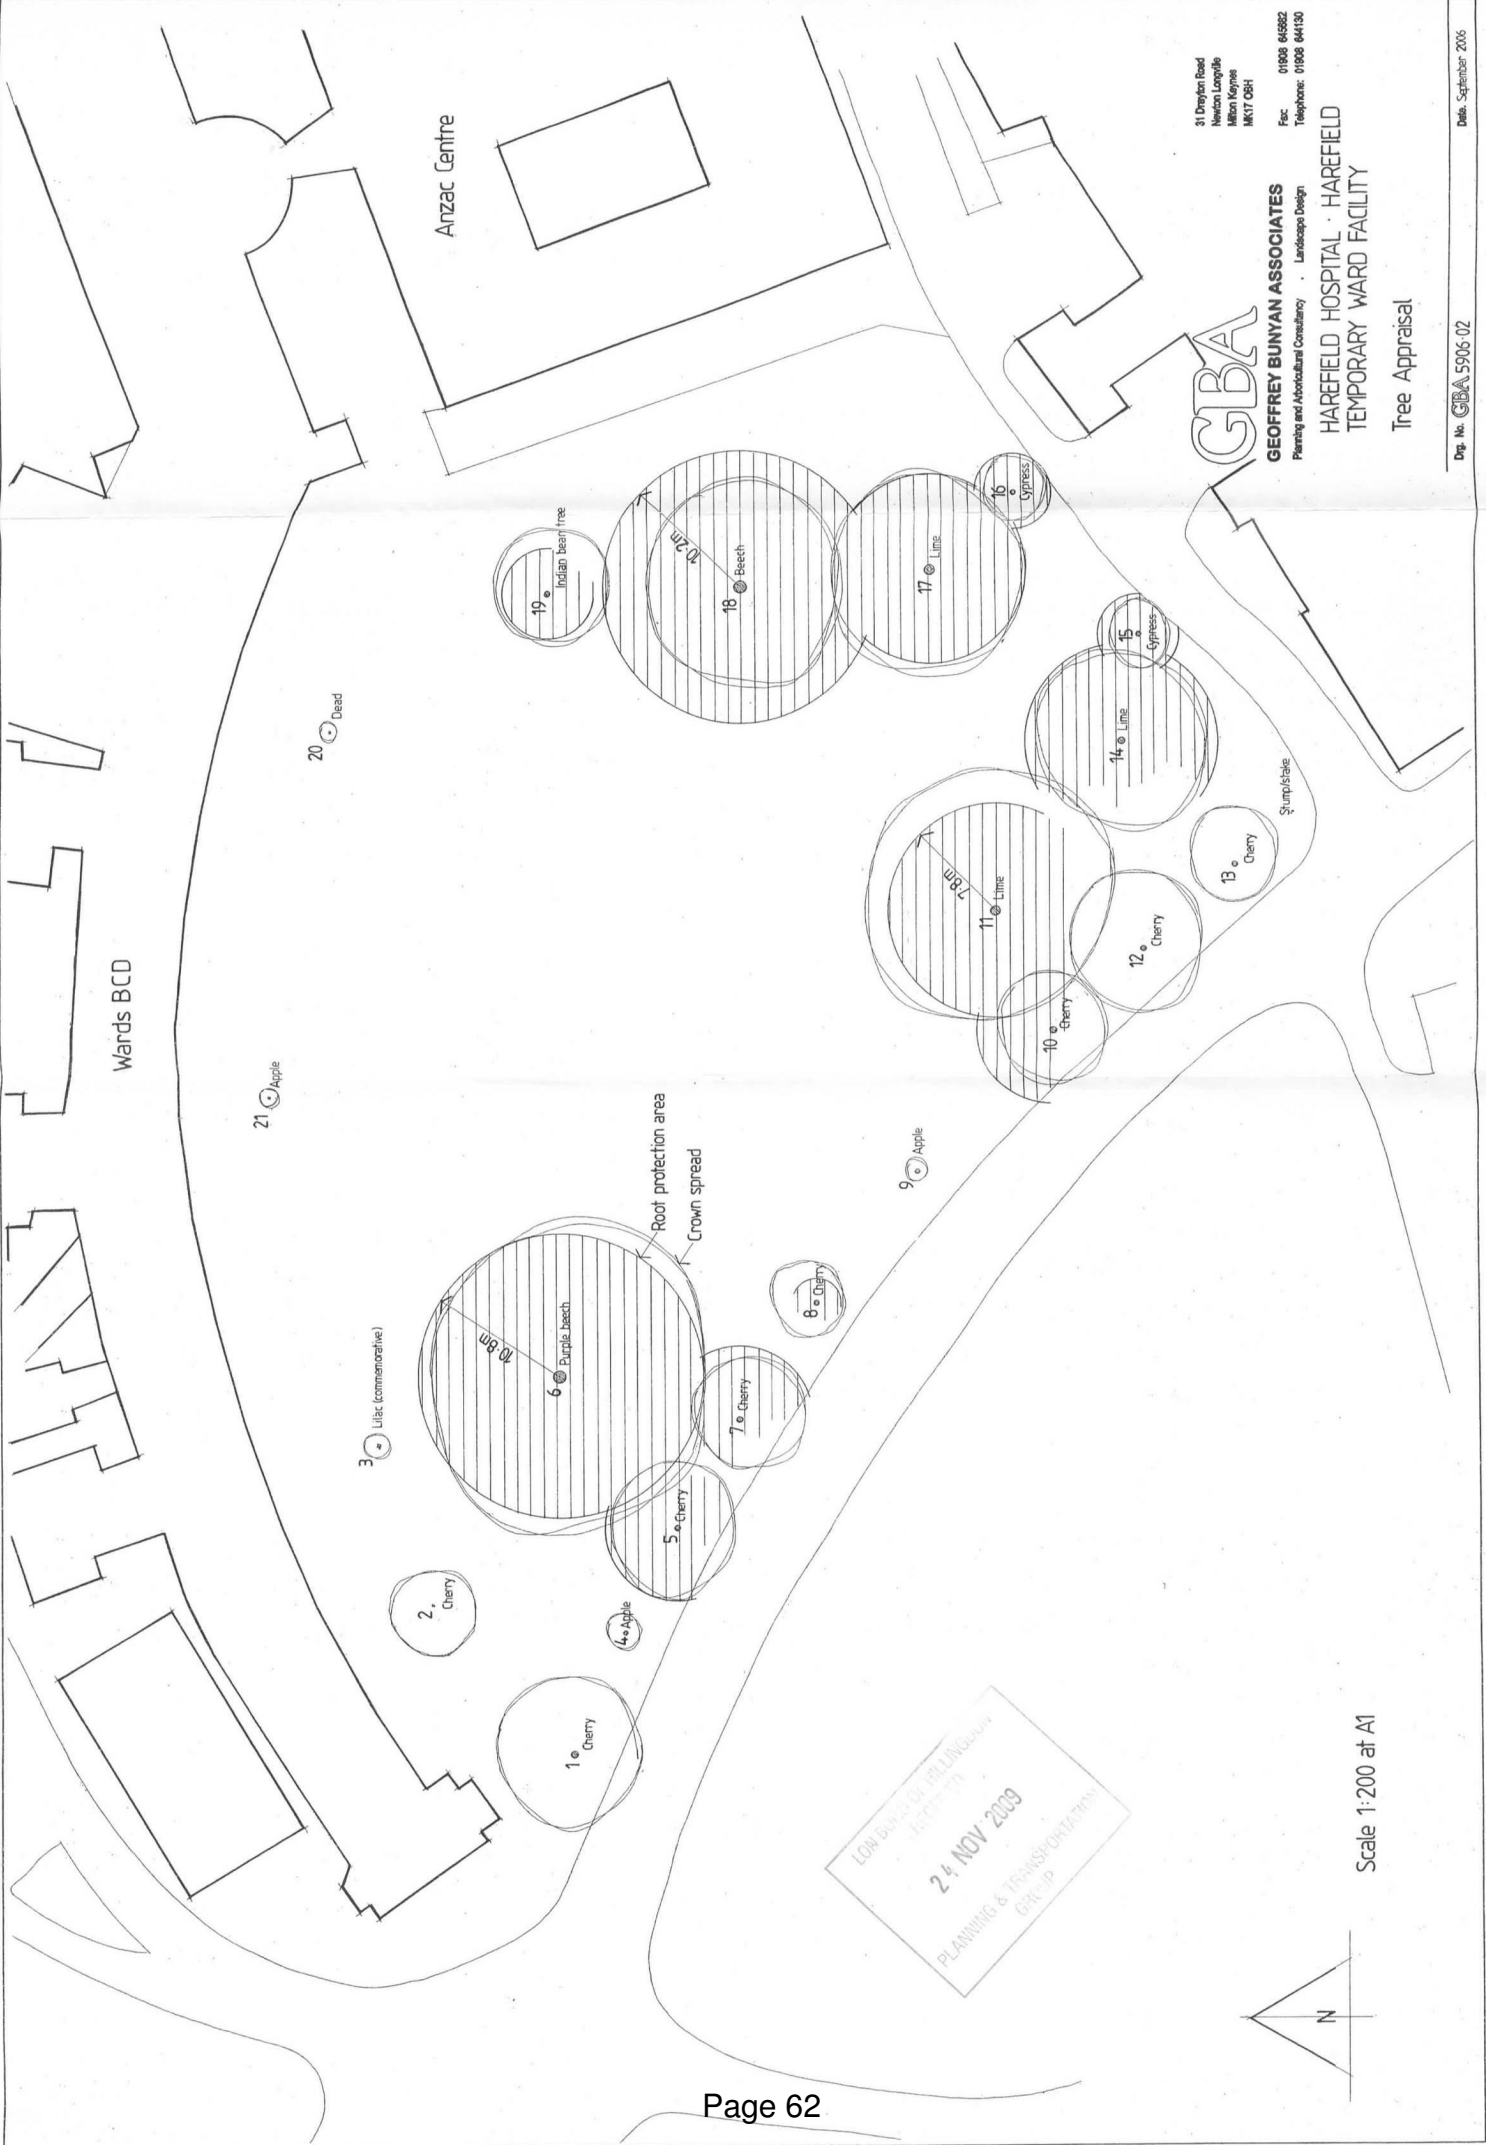 Wards BCD
Anzac Centre
1 Cherry
2 Cherry
3 Lilac (commemorative)
4 Apple
5 Cherry
6 Purple beech
10·8m
7 Cherry
8 Cherry
9 Apple
10 Cherry
11 Lime
7·8m
12 Cherry
13 Cherry
14 Lime
15 Cypress
16 Cypress
17 Lime
18 Beech
10·2m
19 Indian bean tree
20 Dead
21 Apple
Root protection area
Crown spread
Stump/stake
GBA
GEOFFREY BUNYAN ASSOCIATES
Planning and Arboricultural Consultancy . Landscape Design
31 Drayton Road
Newton Longville
Milton Keynes
MK17 0BH
Fax: 01908 645682
Telephone: 01908 644130
HAREFIELD HOSPITAL · HAREFIELD
TEMPORARY WARD FACILITY
Tree Appraisal
Drg. No. GBA 5906·02
Date. September 2006
Scale 1:200 at A1
N
24 NOV 2009
PLANNING & TRANSPORTATION
GROUP
Page 62